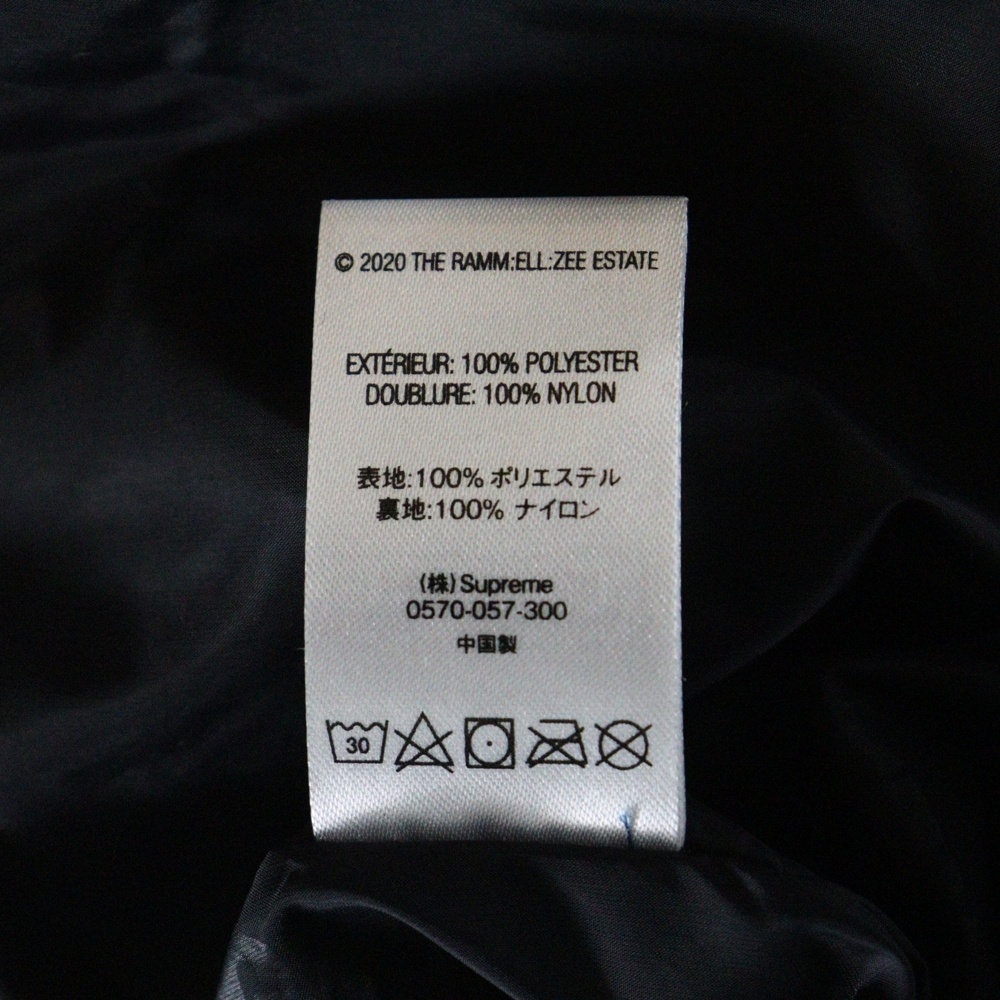 © 2020 THE RAMM:ELL:ZEE ESTATE
EXTÉRIEUR: 100% POLYESTER
DOUBLURE: 100% NYLON
表地:100% ポリエステル
裏地:100% ナイロン
(株)Supreme
0570-057-300
中国製
30